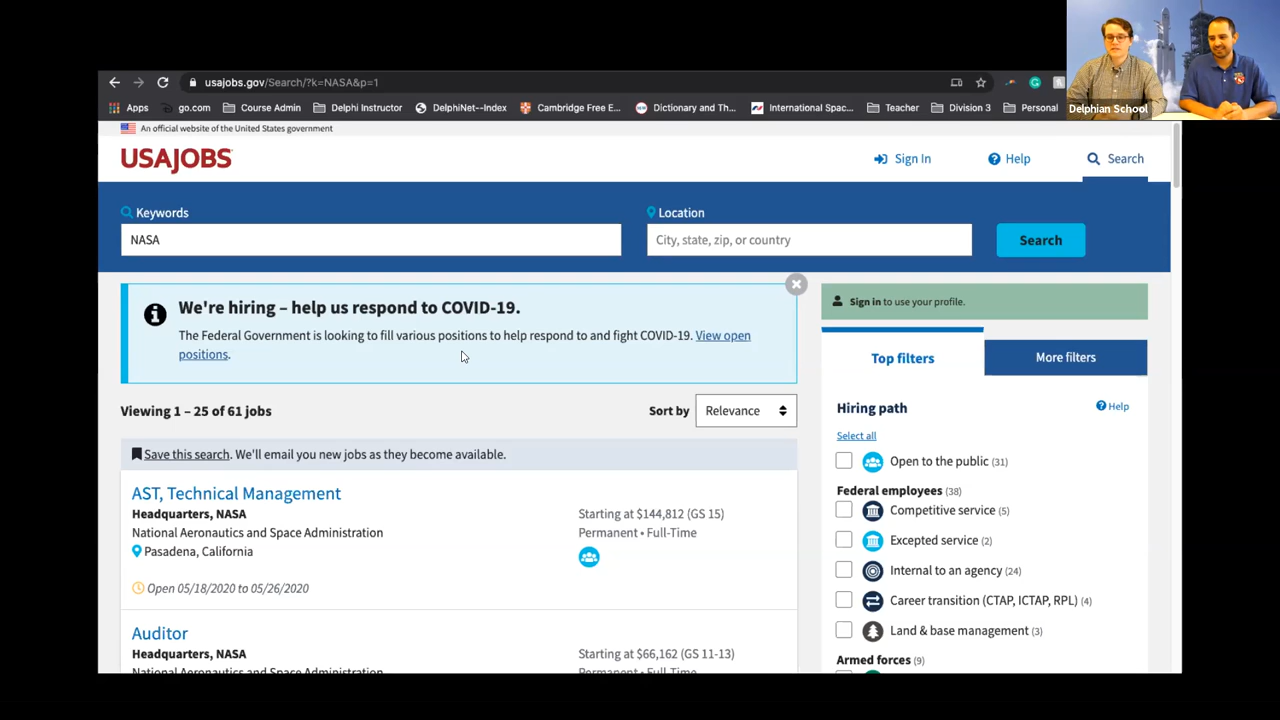 usajobs.gov/Search/?k=NASA&p=1
Apps go.com Course Admin Delphi Instructor DelphiNet--Index Cambridge Free E... Dictionary and Th... International Spac... Teacher Division 3 Personal
Delphian School
An official website of the United States government
USAJOBS
Sign In Help Search
Keywords Location
NASA City, state, zip, or country Search
We're hiring – help us respond to COVID-19.
The Federal Government is looking to fill various positions to help respond to and fight COVID-19. View open
positions.
Sign in to use your profile.
Top filters More filters
Viewing 1 – 25 of 61 jobs Sort by Relevance
Save this search. We'll email you new jobs as they become available.
AST, Technical Management
Headquarters, NASA
National Aeronautics and Space Administration
Pasadena, California
Open 05/18/2020 to 05/26/2020
Starting at $144,812 (GS 15)
Permanent • Full-Time
Auditor
Headquarters, NASA
National Aeronautics and Space Administration
Starting at $66,162 (GS 11-13)
Permanent • Full-Time
Hiring path Help
Select all
Open to the public (31)
Federal employees (38)
Competitive service (5)
Excepted service (2)
Internal to an agency (24)
Career transition (CTAP, ICTAP, RPL) (4)
Land & base management (3)
Armed forces (9)